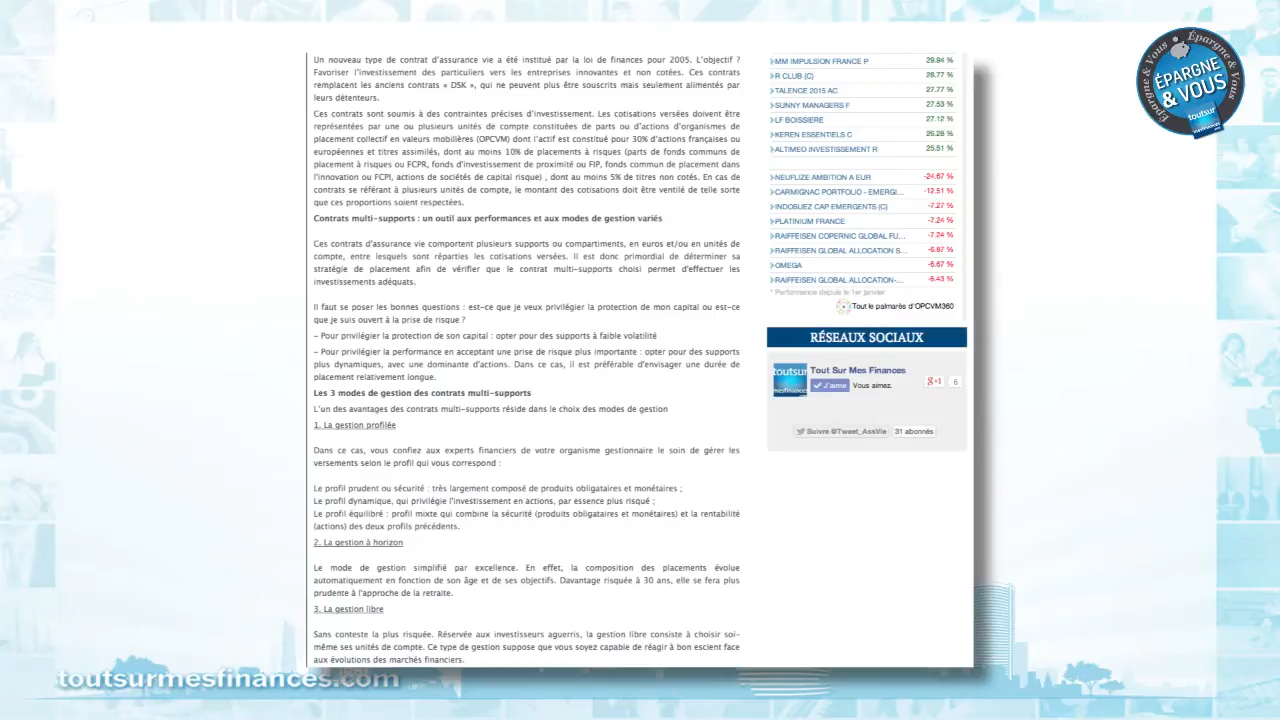 Un nouveau type de contrat d'assurance vie a été institué par la loi de finances pour 2005. L'objectif ?
Favoriser l'investissement des particuliers vers les entreprises innovantes et non cotées. Ces contrats
remplacent les anciens contrats « DSK », qui ne peuvent plus être souscrits mais seulement alimentés par
leurs détenteurs.
Ces contrats sont soumis à des contraintes précises d'investissement. Les cotisations versées doivent être
représentées par une ou plusieurs unités de compte constituées de parts ou d'actions d'organismes de
placement collectif en valeurs mobilières (OPCVM) dont l'actif est constitué pour 30% d'actions françaises ou
européennes et titres assimilés, dont au moins 10% de placements à risques (parts de fonds communs de
placement à risques ou FCPR, fonds d'investissement de proximité ou FIP, fonds commun de placement dans
l'innovation ou FCPI, actions de sociétés de capital risque) , dont au moins 5% de titres non cotés. En cas de
contrats se référant à plusieurs unités de compte, le montant des cotisations doit être ventilé de telle sorte
que ces proportions soient respectées.
Contrats multi-supports : un outil aux performances et aux modes de gestion variés
Ces contrats d'assurance vie comportent plusieurs supports ou compartiments, en euros et/ou en unités de
compte, entre lesquels sont réparties les cotisations versées. Il est donc primordial de déterminer sa
stratégie de placement afin de vérifier que le contrat multi-supports choisi permet d'effectuer les
investissements adéquats.
Il faut se poser les bonnes questions : est-ce que je veux privilégier la protection de mon capital ou est-ce
que je suis ouvert à la prise de risque ?
- Pour privilégier la protection de son capital : opter pour des supports à faible volatilité
- Pour privilégier la performance en acceptant une prise de risque plus importante : opter pour des supports
plus dynamiques, avec une dominante d'actions. Dans ce cas, il est préférable d'envisager une durée de
placement relativement longue.
Les 3 modes de gestion des contrats multi-supports
L'un des avantages des contrats multi-supports réside dans le choix des modes de gestion
1. La gestion profilée
Dans ce cas, vous confiez aux experts financiers de votre organisme gestionnaire le soin de gérer les
versements selon le profil qui vous correspond :
Le profil prudent ou sécurité : très largement composé de produits obligataires et monétaires ;
Le profil dynamique, qui privilégie l'investissement en actions, par essence plus risqué ;
Le profil équilibré : profil mixte qui combine la sécurité (produits obligataires et monétaires) et la rentabilité
(actions) des deux profils précédents.
2. La gestion à horizon
Le mode de gestion simplifié par excellence. En effet, la composition des placements évolue
automatiquement en fonction de son âge et de ses objectifs. Davantage risquée à 30 ans, elle se fera plus
prudente à l'approche de la retraite.
3. La gestion libre
Sans conteste la plus risquée. Réservée aux investisseurs aguerris, la gestion libre consiste à choisir soi-
même ses unités de compte. Ce type de gestion suppose que vous soyez capable de réagir à bon escient face
aux évolutions des marchés financiers.
MM IMPULSION FRANCE P 29.94 %
R CLUB (C) 28.77 %
TALENCE 2015 AC 27.77 %
SUNNY MANAGERS F 27.53 %
LF BOISSIERE 27.12 %
KEREN ESSENTIELS C 26.28 %
ALTIMEO INVESTISSEMENT R 25.51 %
NEUFLIZE AMBITION A EUR -24.67 %
CARMIGNAC PORTFOLIO - EMERGI... -12.51 %
INDOSUEZ CAP EMERGENTS (C) -7.27 %
PLATINIUM FRANCE -7.24 %
RAIFFEISEN COPERNIC GLOBAL FU... -7.24 %
RAIFFEISEN GLOBAL ALLOCATION S... -6.87 %
OMEGA -6.67 %
RAIFFEISEN GLOBAL ALLOCATION-... -6.43 %
* Performance depuis le 1er janvier
Tout le palmarès d'OPCVM360
RÉSEAUX SOCIAUX
toutsur
mesfinances
Tout Sur Mes Finances
J'aime Vous aimez.
g+1 6
Suivre @Tweet_AssVie 31 abonnés
Épargne & Vous Épargne & Vous
ÉPARGNE
& VOUS
toutsur
mesfinances
toutsurmesfinances.com